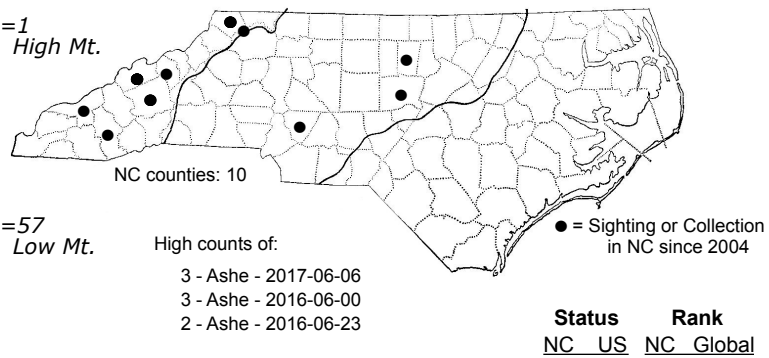 =1
High Mt.
NC counties: 10
=57
Low Mt.
High counts of:
3 - Ashe - 2017-06-06
3 - Ashe - 2016-06-00
2 - Ashe - 2016-06-23
● = Sighting or Collection
in NC since 2004
Status Rank
NC US NC Global